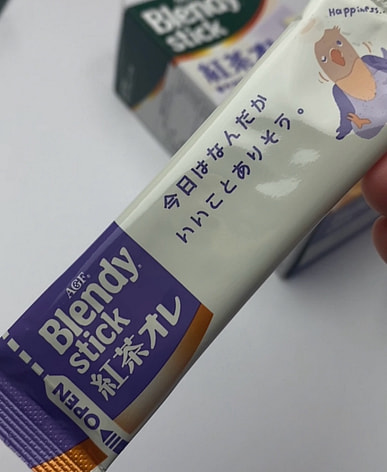 Blendy
stick
紅茶オレ
Happiness.
今日はなんだか
いいことありそう。
AGF
Blendy
stick
紅茶オレ
OPEN